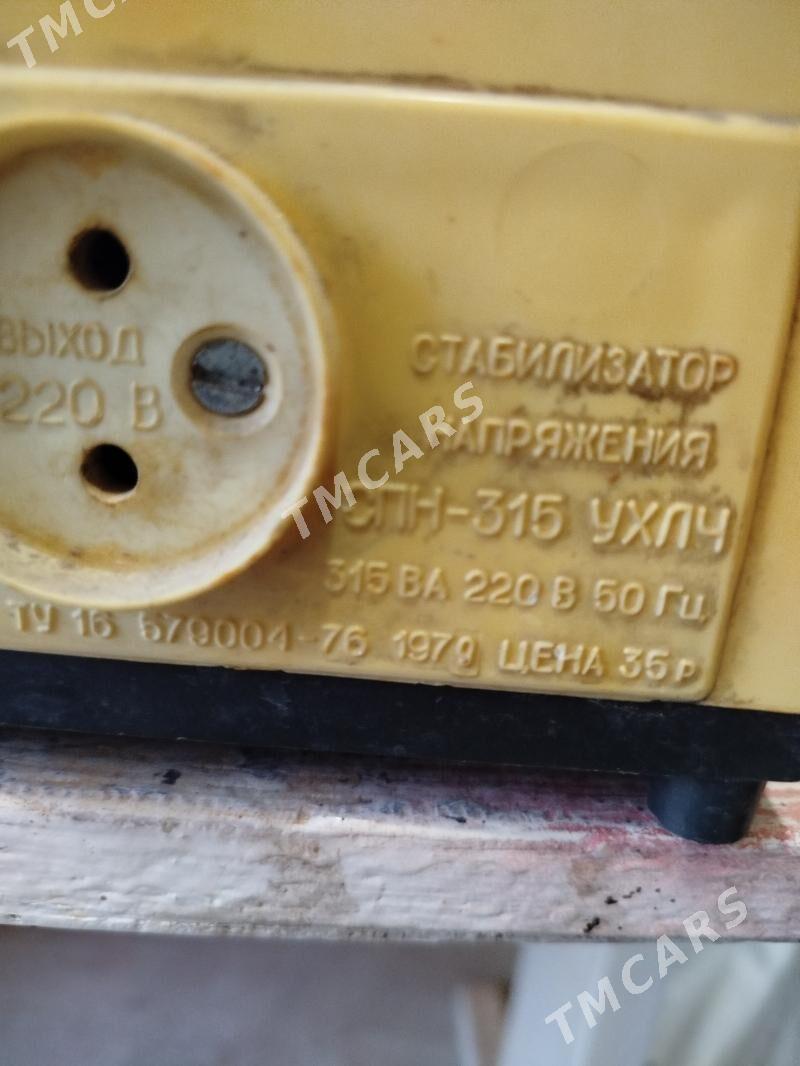 TMCARS
ВЫХОД
220 В
СТАБИЛИЗАТОР
НАПРЯЖЕНИЯ
СПН-315 УХЛЧ
315 ВА 220 В 50 Гц
ТУ 16 579004-76 1979 ЦЕНА 35 р
TMCARS
TMCARS